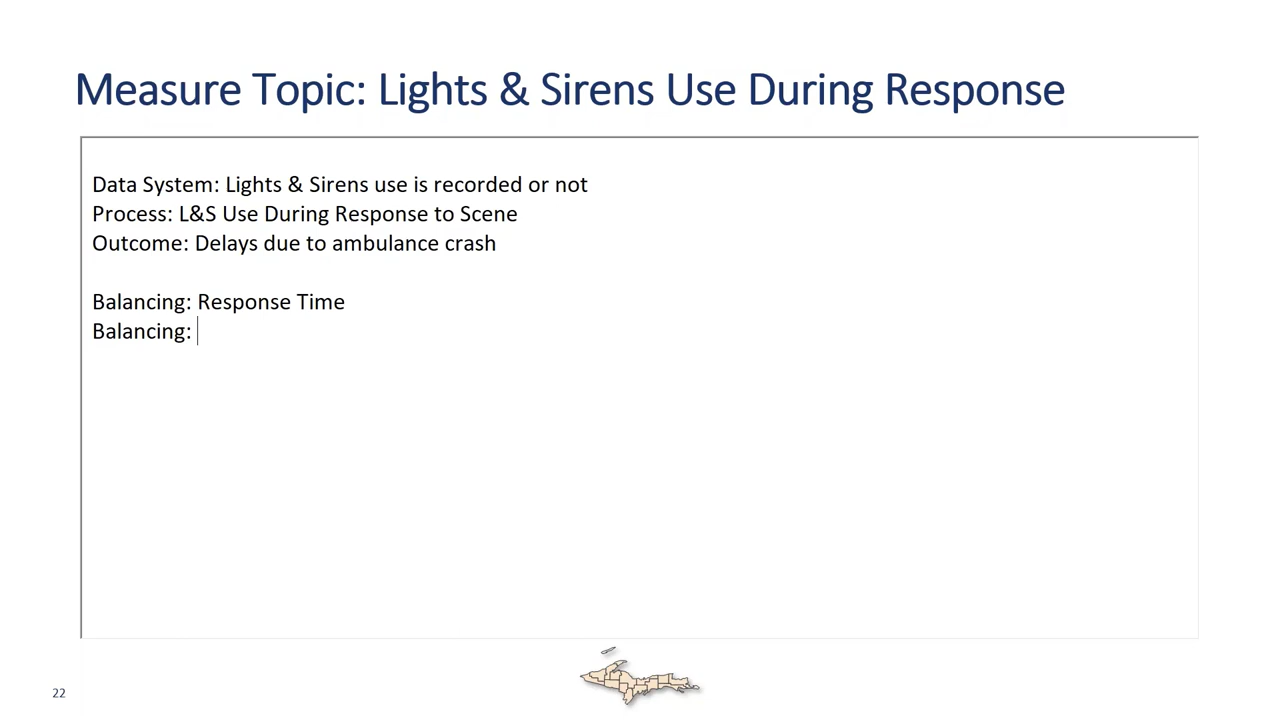 Measure Topic: Lights & Sirens Use During Response
Data System: Lights & Sirens use is recorded or not
Process: L&S Use During Response to Scene
Outcome: Delays due to ambulance crash
Balancing: Response Time
Balancing:
22